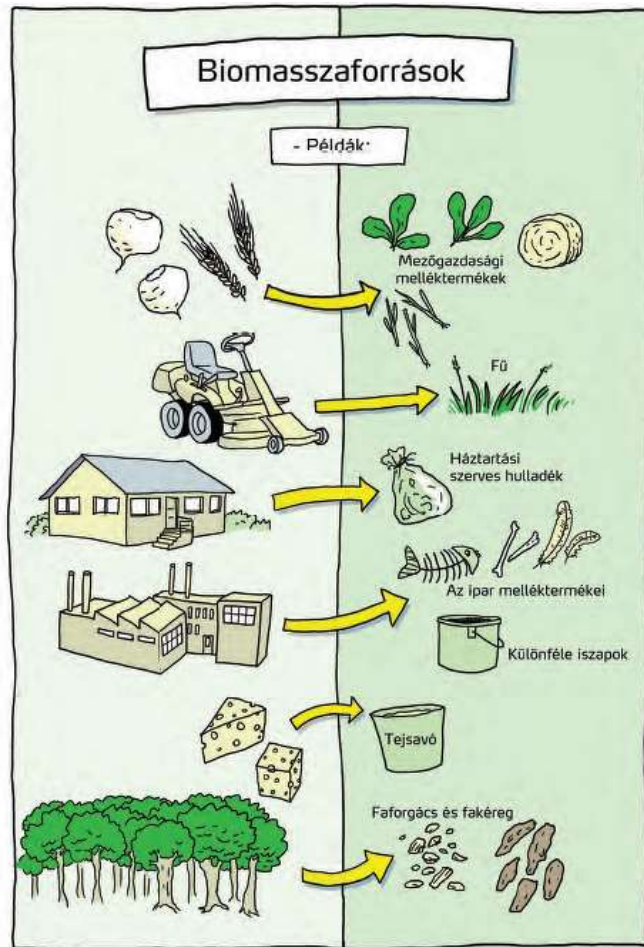 Biomasszaforrások
- Példák:
Mezőgazdasági
melléktermékek
Fű
Háztartási
szerves hulladék
Az ipar melléktermékei
Különféle iszapok
Tejsavó
Faforgács és fakéreg